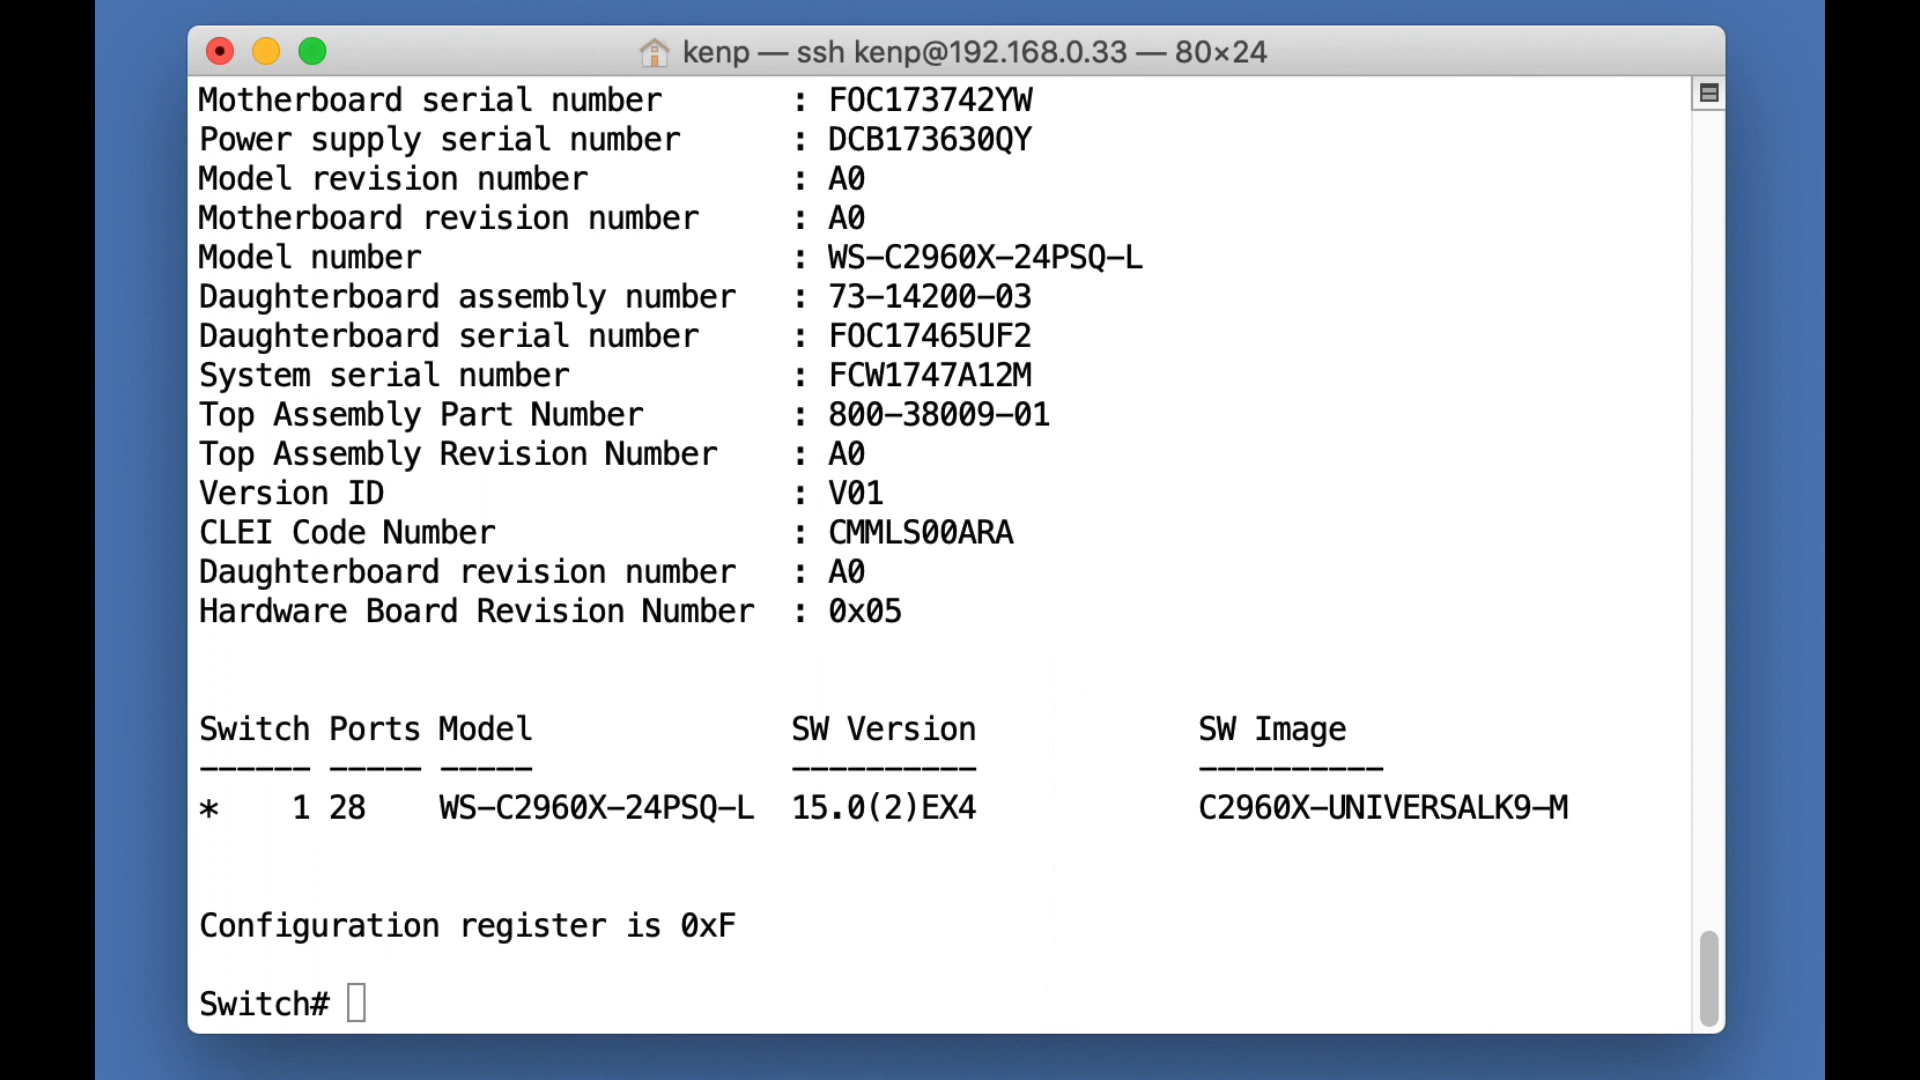 kenp — ssh kenp@192.168.0.33 — 80×24
Motherboard serial number       : FOC173742YW
Power supply serial number      : DCB173630QY
Model revision number           : A0
Motherboard revision number     : A0
Model number                    : WS-C2960X-24PSQ-L
Daughterboard assembly number   : 73-14200-03
Daughterboard serial number     : FOC17465UF2
System serial number            : FCW1747A12M
Top Assembly Part Number        : 800-38009-01
Top Assembly Revision Number    : A0
Version ID                      : V01
CLEI Code Number                : CMMLS00ARA
Daughterboard revision number   : A0
Hardware Board Revision Number  : 0x05
Switch Ports Model              SW Version            SW Image
------ ----- -----              ----------            ----------
*    1 28    WS-C2960X-24PSQ-L  15.0(2)EX4            C2960X-UNIVERSALK9-M
Configuration register is 0xF
Switch#